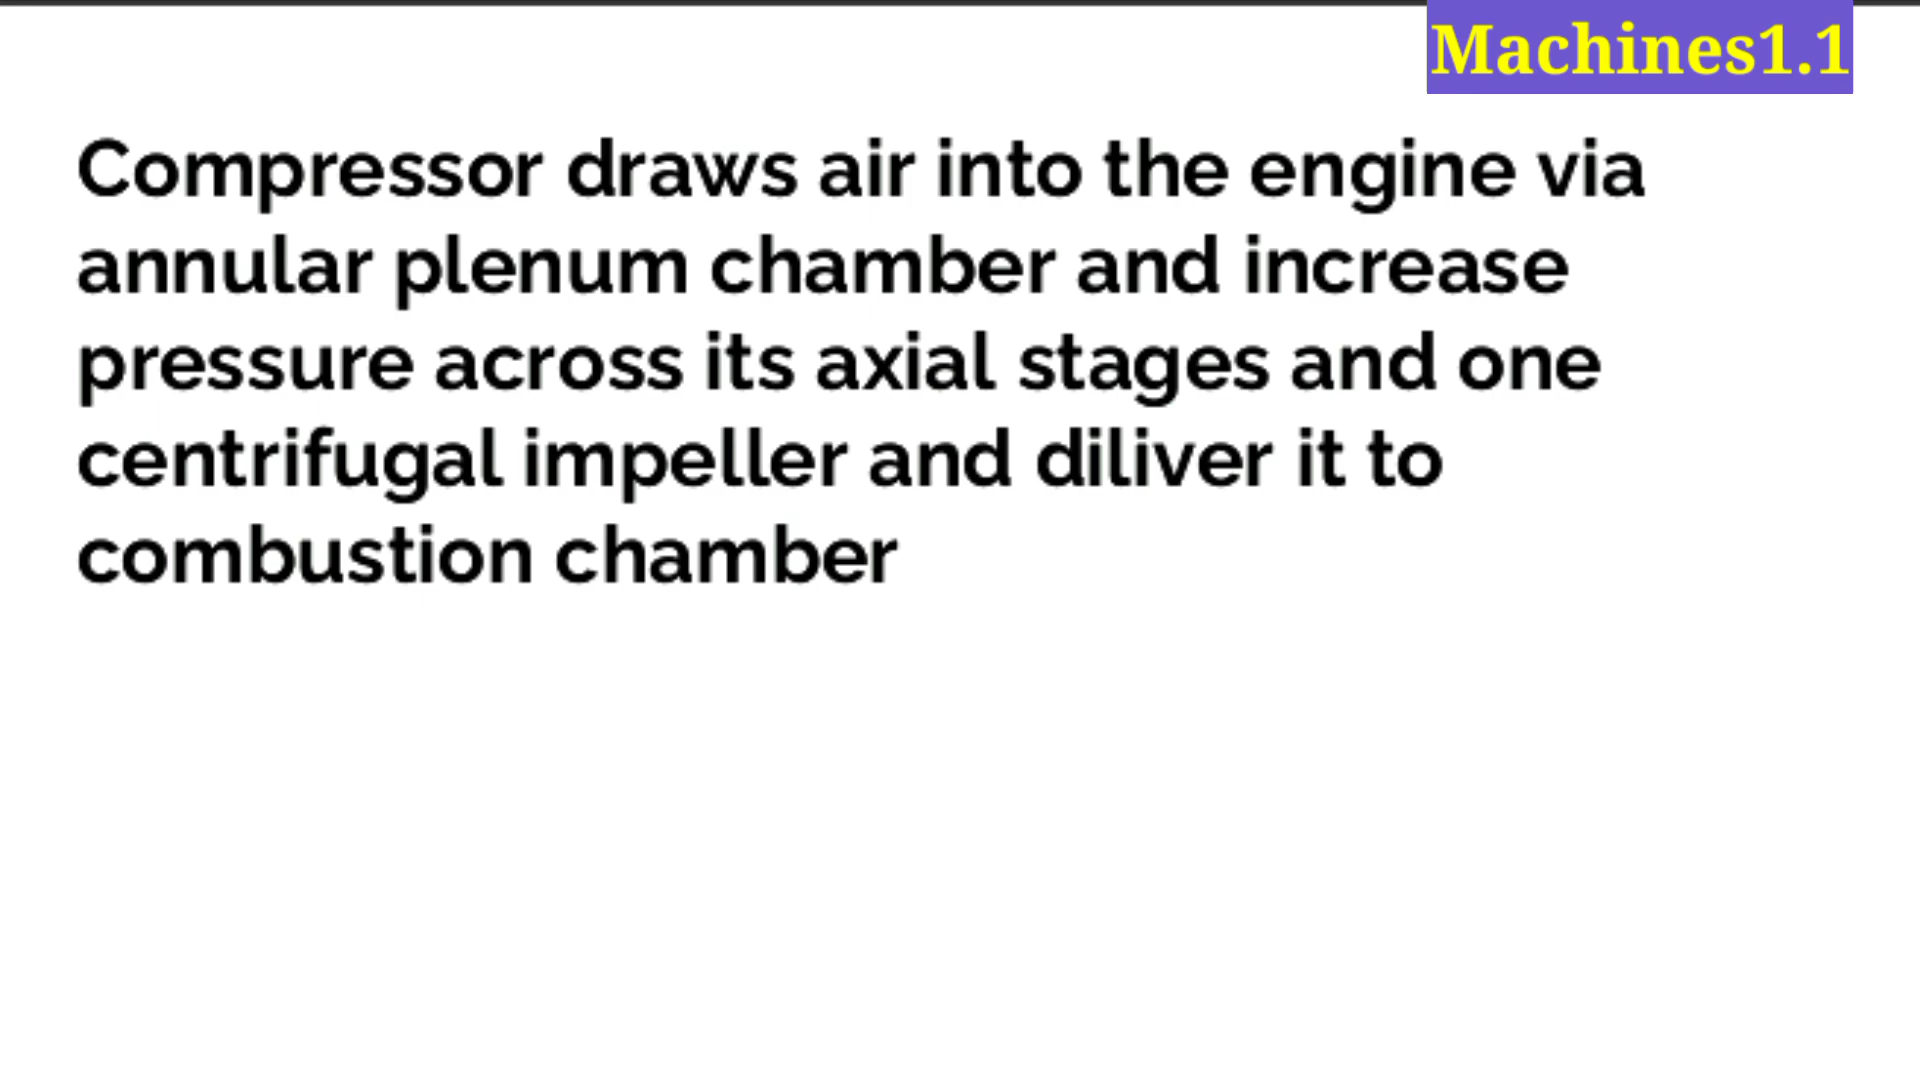 Machines1.1
Compressor draws air into the engine via
annular plenum chamber and increase
pressure across its axial stages and one
centrifugal impeller and diliver it to
combustion chamber